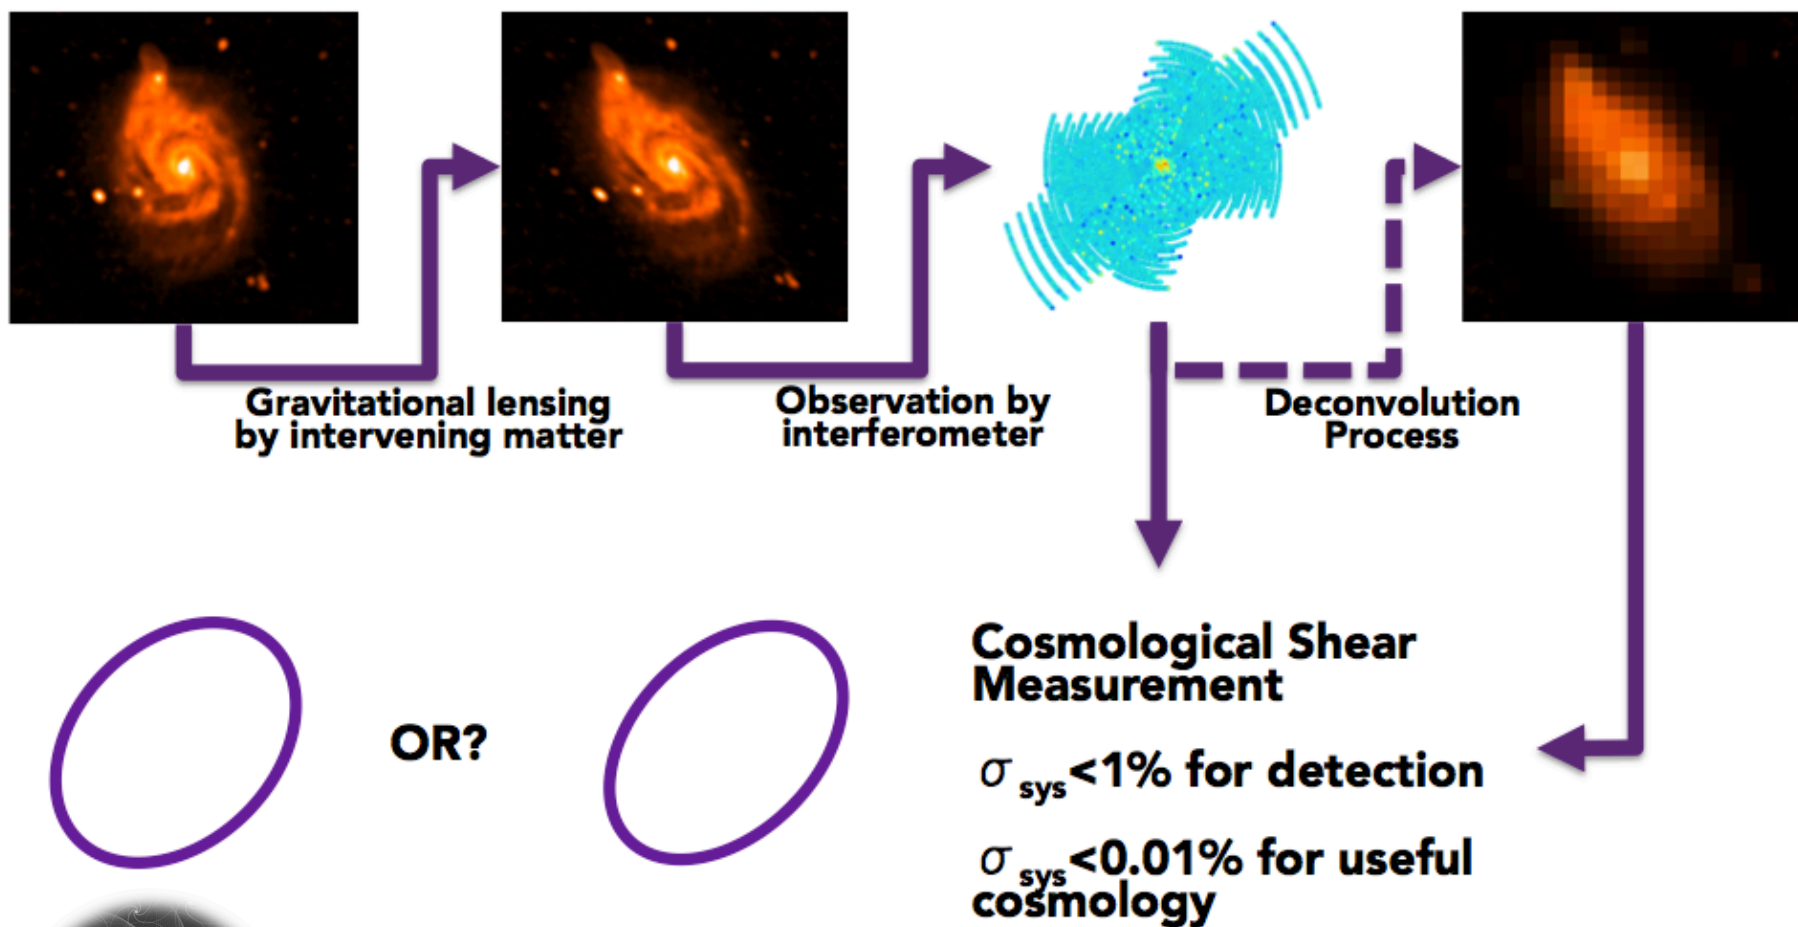 Gravitational lensing
by intervening matter
Observation by
interferometer
Deconvolution
Process
OR?
Cosmological Shear
Measurement
σ sys<1% for detection
σ sys<0.01% for useful
cosmology